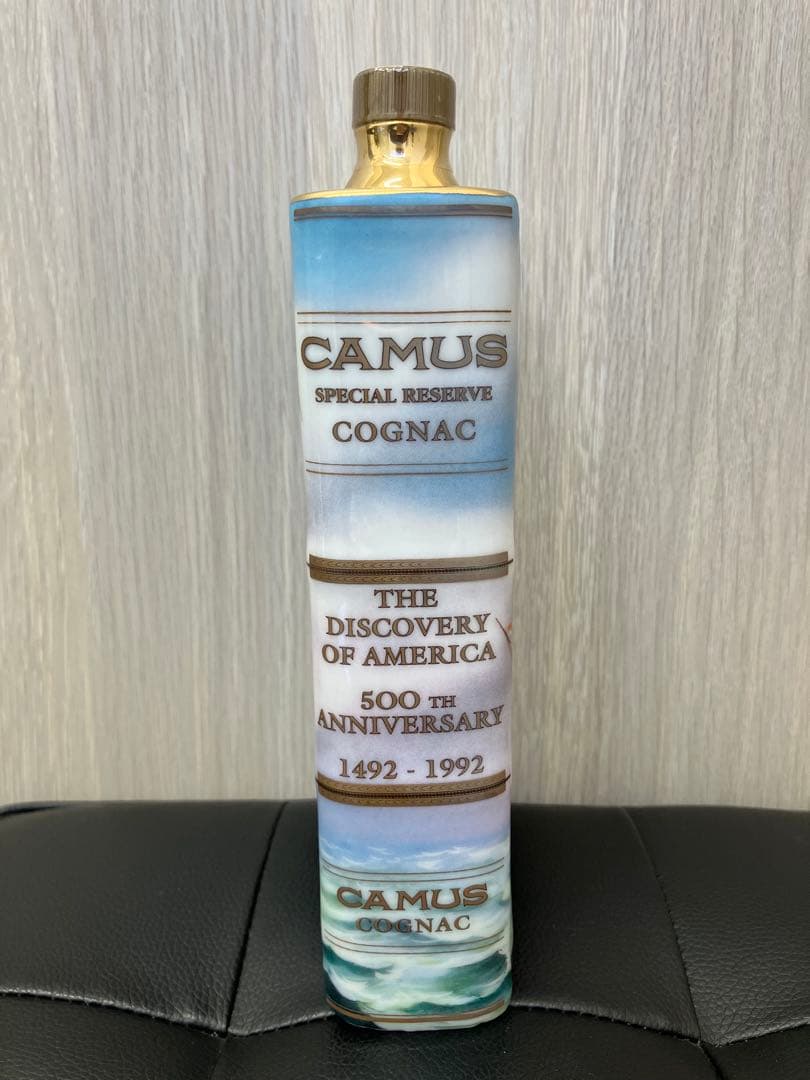 CAMUS
SPECIAL RESERVE
COGNAC
THE
DISCOVERY
OF AMERICA
500 TH
ANNIVERSARY
1492 - 1992
CAMUS
COGNAC